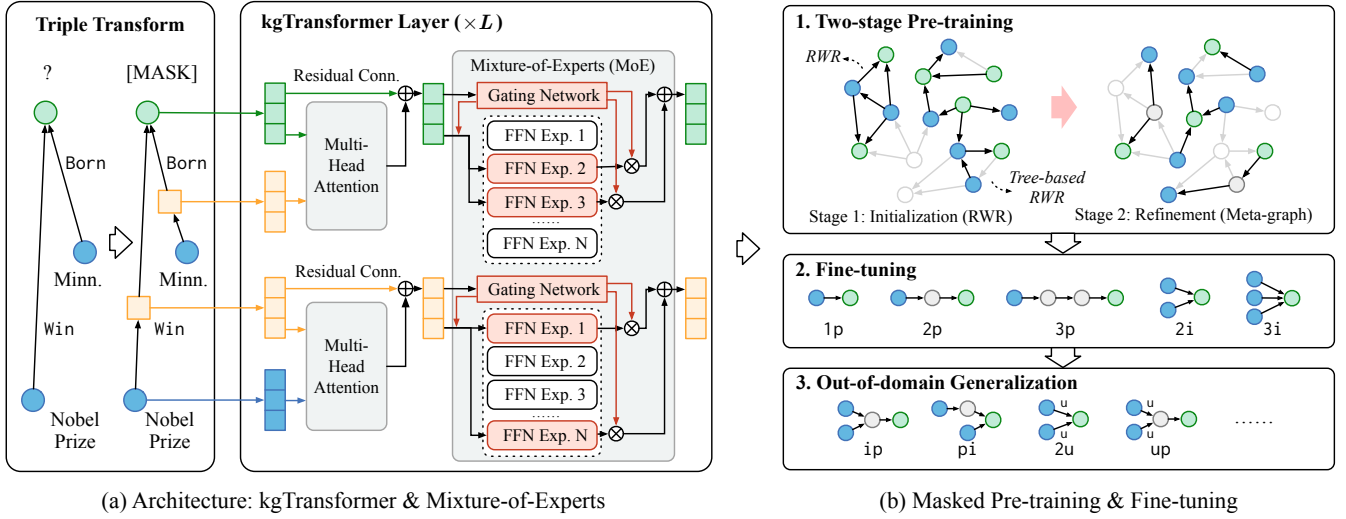 Triple Transform
?
[MASK]
Born
Born
Minn.
Minn.
Win
Win
Nobel
Prize
Nobel
Prize
kgTransformer Layer (×L)
Residual Conn.
Multi-
Head
Attention
Mixture-of-Experts (MoE)
Gating Network
FFN Exp. 1
FFN Exp. 2
FFN Exp. 3
......
FFN Exp. N
Residual Conn.
Multi-
Head
Attention
Gating Network
FFN Exp. 1
FFN Exp. 2
FFN Exp. 3
......
FFN Exp. N
(a) Architecture: kgTransformer & Mixture-of-Experts
1. Two-stage Pre-training
RWR
Tree-based
RWR
Stage 1: Initialization (RWR)
Stage 2: Refinement (Meta-graph)
2. Fine-tuning
1p
2p
3p
2i
3i
3. Out-of-domain Generalization
u
u
u
u
ip
pi
2u
up
......
(b) Masked Pre-training & Fine-tuning